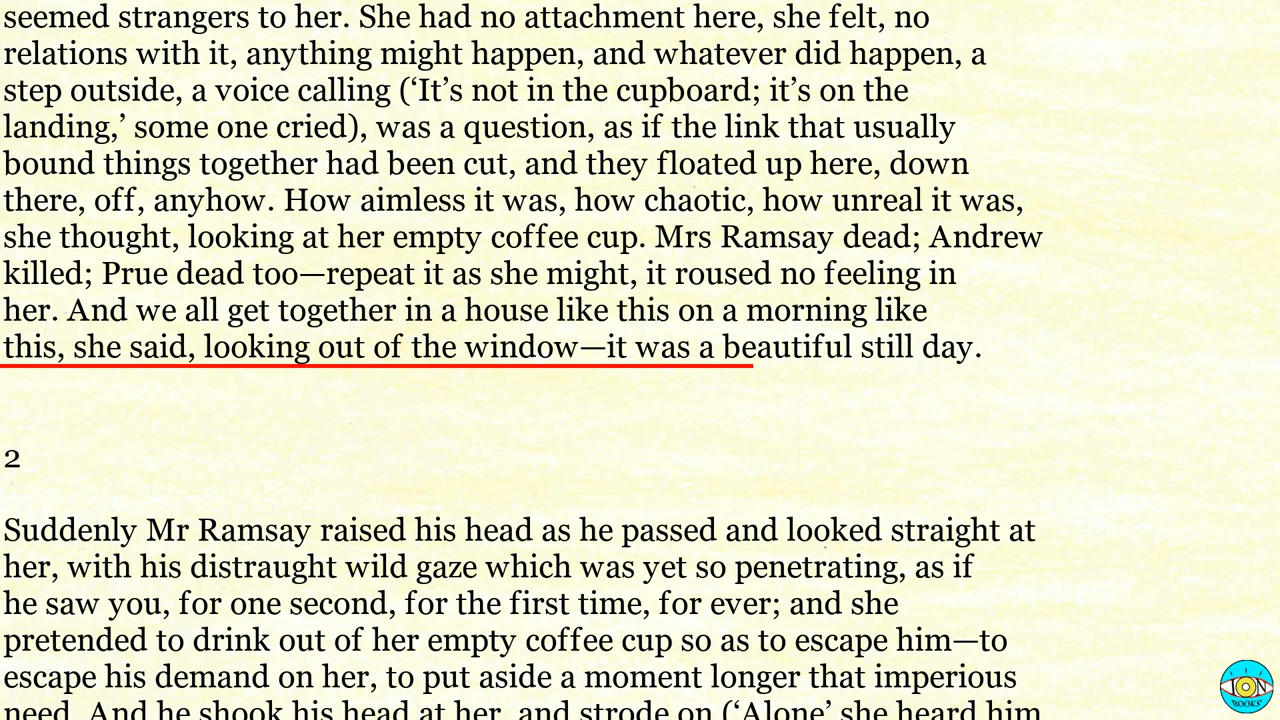 seemed strangers to her. She had no attachment here, she felt, no
relations with it, anything might happen, and whatever did happen, a
step outside, a voice calling (‘It’s not in the cupboard; it’s on the
landing,’ some one cried), was a question, as if the link that usually
bound things together had been cut, and they floated up here, down
there, off, anyhow. How aimless it was, how chaotic, how unreal it was,
she thought, looking at her empty coffee cup. Mrs Ramsay dead; Andrew
killed; Prue dead too—repeat it as she might, it roused no feeling in
her. And we all get together in a house like this on a morning like
this, she said, looking out of the window—it was a beautiful still day.
2
Suddenly Mr Ramsay raised his head as he passed and looked straight at
her, with his distraught wild gaze which was yet so penetrating, as if
he saw you, for one second, for the first time, for ever; and she
pretended to drink out of her empty coffee cup so as to escape him—to
escape his demand on her, to put aside a moment longer that imperious
need. And he shook his head at her, and strode on (‘Alone’ she heard him
ION
BOOKS